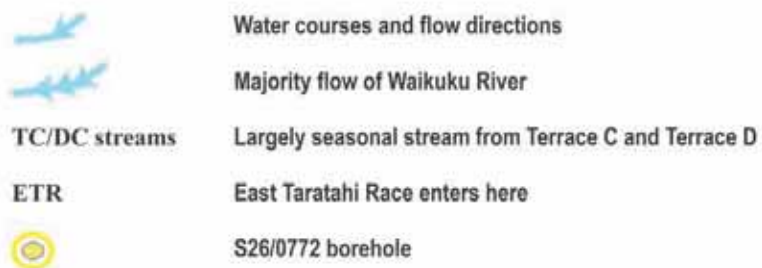 Water courses and flow directions
Majority flow of Waikuku River
TC/DC streams Largely seasonal stream from Terrace C and Terrace D
ETR East Taratahi Race enters here
S26/0772 borehole